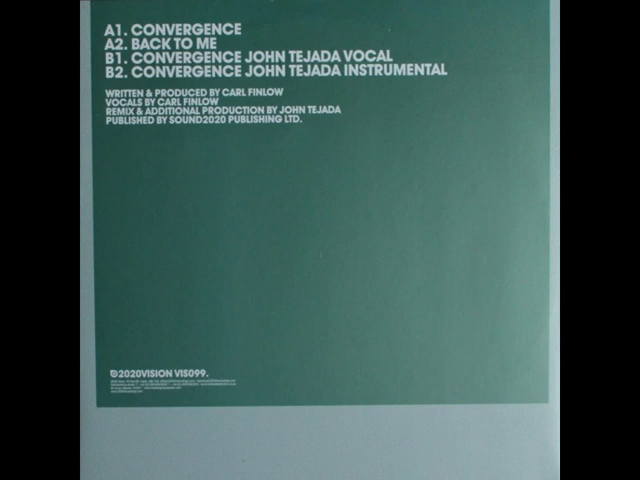 A1. CONVERGENCE
A2. BACK TO ME
B1. CONVERGENCE JOHN TEJADA VOCAL
B2. CONVERGENCE JOHN TEJADA INSTRUMENTAL
WRITTEN & PRODUCED BY CARL FINLOW
VOCALS BY CARL FINLOW
REMIX & ADDITIONAL PRODUCTION BY JOHN TEJADA
PUBLISHED BY SOUND2020 PUBLISHING LTD.
2020VISION VIS099.